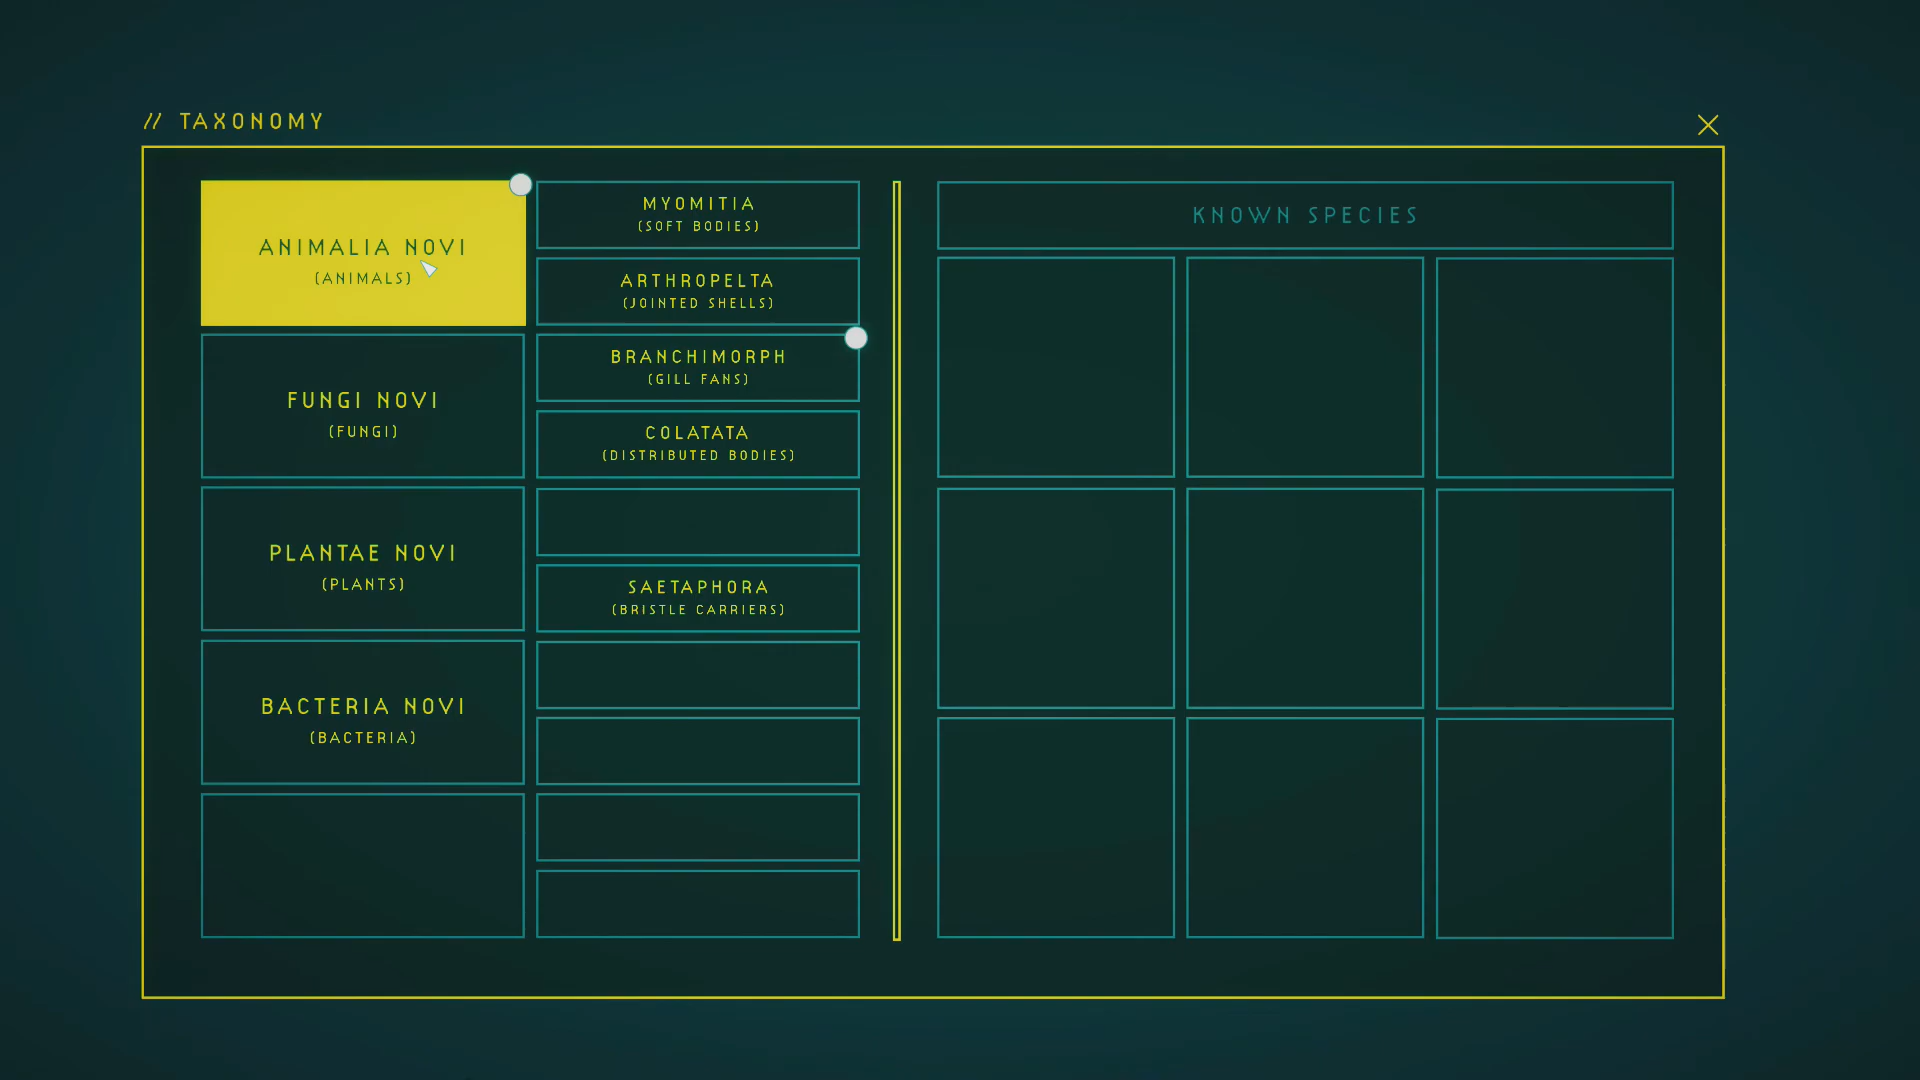 // TAXONOMY
ANIMALIA NOVI
(ANIMALS)
FUNGI NOVI
(FUNGI)
PLANTAE NOVI
(PLANTS)
BACTERIA NOVI
(BACTERIA)
MYOMITIA
(SOFT BODIES)
ARTHROPELTA
(JOINTED SHELLS)
BRANCHIMORPH
(GILL FANS)
COLATATA
(DISTRIBUTED BODIES)
SAETAPHORA
(BRISTLE CARRIERS)
KNOWN SPECIES